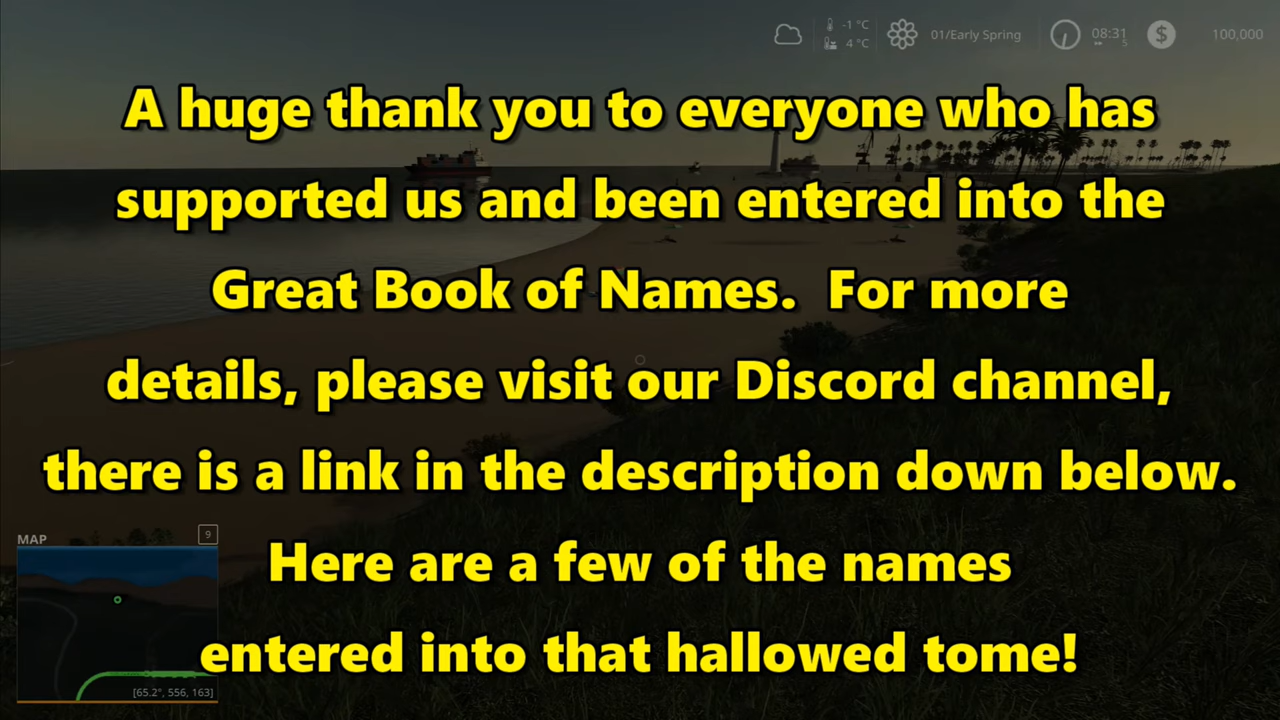 -1 °C
4 °C
01/Early Spring
08:31
5
100,000
A huge thank you to everyone who has
supported us and been entered into the
Great Book of Names.  For more
details, please visit our Discord channel,
there is a link in the description down below.
Here are a few of the names
entered into that hallowed tome!
MAP
9
[65.2°, 556, 163]